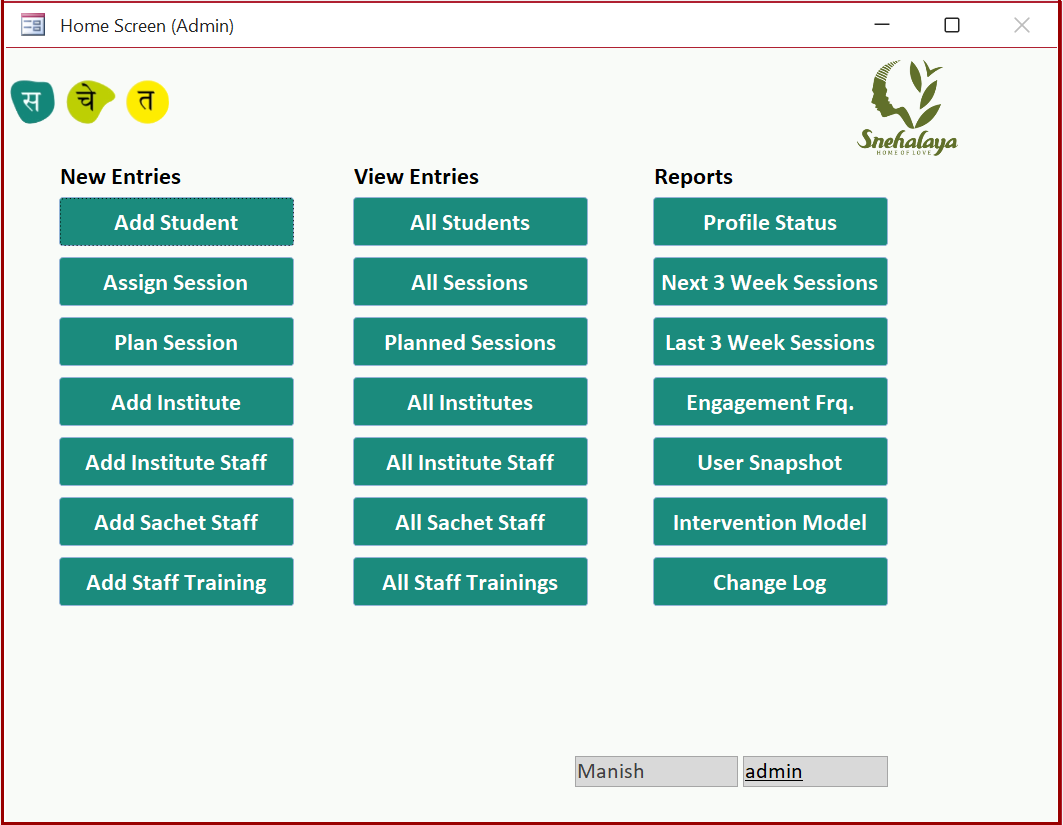 Home Screen (Admin)
स चे त
Snehalaya
HOME OF LOVE
New Entries
Add Student
Assign Session
Plan Session
Add Institute
Add Institute Staff
Add Sachet Staff
Add Staff Training
View Entries
All Students
All Sessions
Planned Sessions
All Institutes
All Institute Staff
All Sachet Staff
All Staff Trainings
Reports
Profile Status
Next 3 Week Sessions
Last 3 Week Sessions
Engagement Frq.
User Snapshot
Intervention Model
Change Log
Manish admin